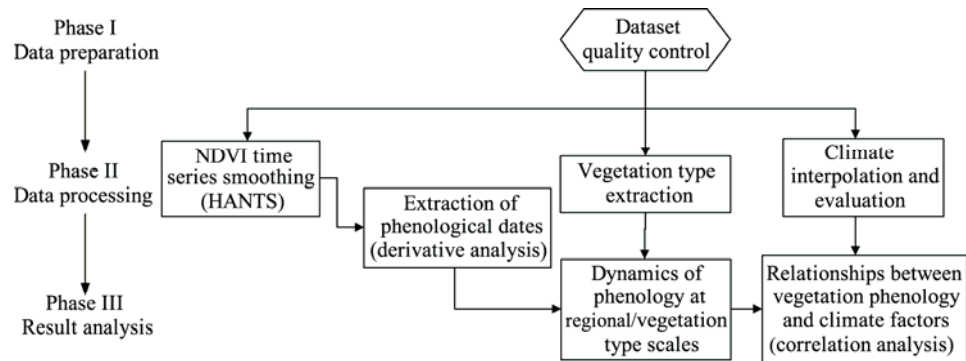 Phase I
Data preparation
Dataset
quality control
NDVI time
series smoothing
(HANTS)
Phase II
Data processing
Vegetation type
extraction
Climate
interpolation and
evaluation
Extraction of
phenological dates
(derivative analysis)
Phase III
Result analysis
Dynamics of
phenology at
regional/vegetation
type scales
Relationships between
vegetation phenology
and climate factors
(correlation analysis)